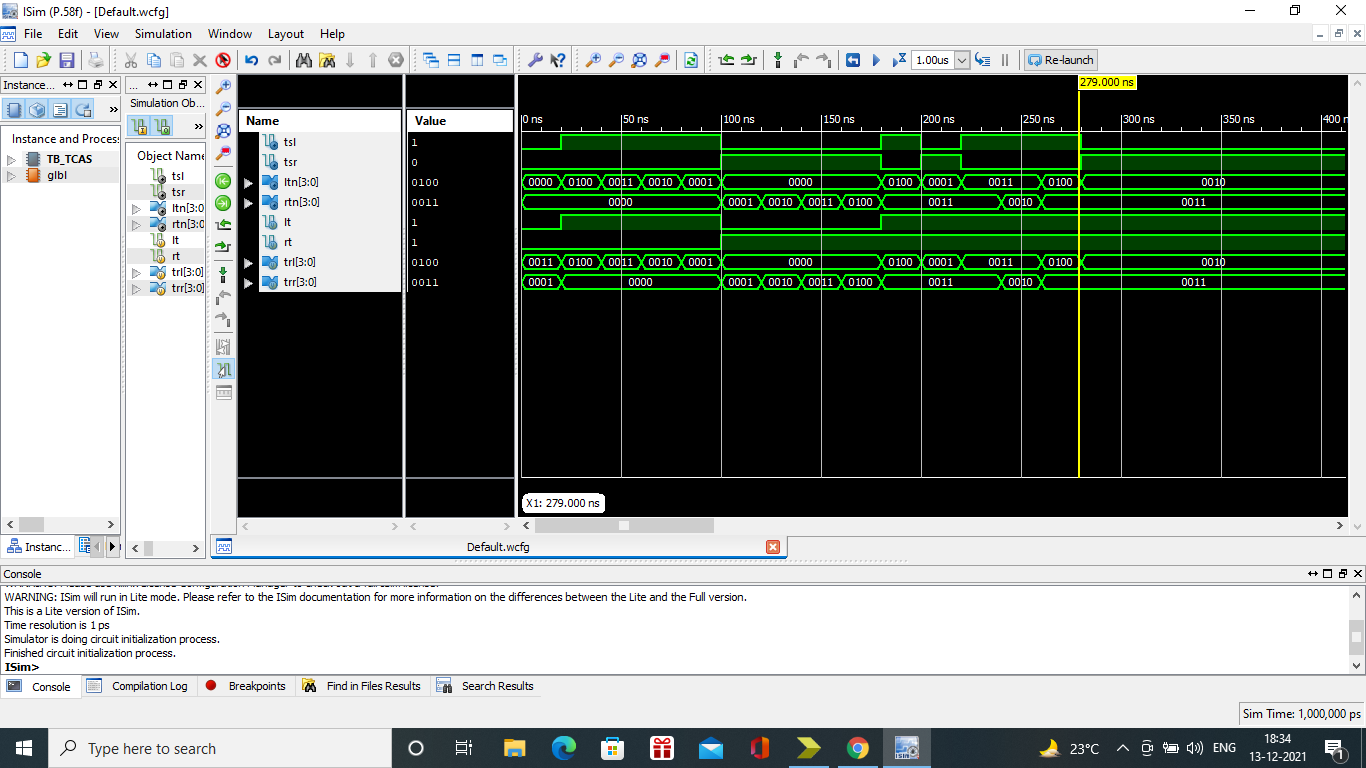 ISim (P.58f) - [Default.wcfg]
File Edit View Simulation Window Layout Help
1.00us Re-launch
Instance...
Instance and Process
TB_TCAS
glbl
Instanc...
...
Simulation Ob...
Object Name
tsl
tsr
ltn[3:0]
rtn[3:0]
lt
rt
trl[3:0]
trr[3:0]
Name Value
tsl 1
tsr 0
ltn[3:0] 0100
rtn[3:0] 0011
lt 1
rt 1
trl[3:0] 0100
trr[3:0] 0011
279.000 ns
0 ns 50 ns 100 ns 150 ns 200 ns 250 ns 300 ns 350 ns 400 n
0000 0100 0011 0010 0001 0000 0100 0001 0011 0100 0010
0000 0001 0010 0011 0100 0011 0010 0011
0011 0100 0011 0010 0001 0000 0100 0001 0011 0100 0010
0001 0000 0001 0010 0011 0100 0011 0010 0011
X1: 279.000 ns
Default.wcfg
Console
WARNING: ISim will run in Lite mode. Please refer to the ISim documentation for more information on the differences between the Lite and the Full version.
This is a Lite version of ISim.
Time resolution is 1 ps
Simulator is doing circuit initialization process.
Finished circuit initialization process.
ISim>
Console Compilation Log Breakpoints Find in Files Results Search Results
Sim Time: 1,000,000 ps
Type here to search
23°C ENG
18:34
13-12-2021
1